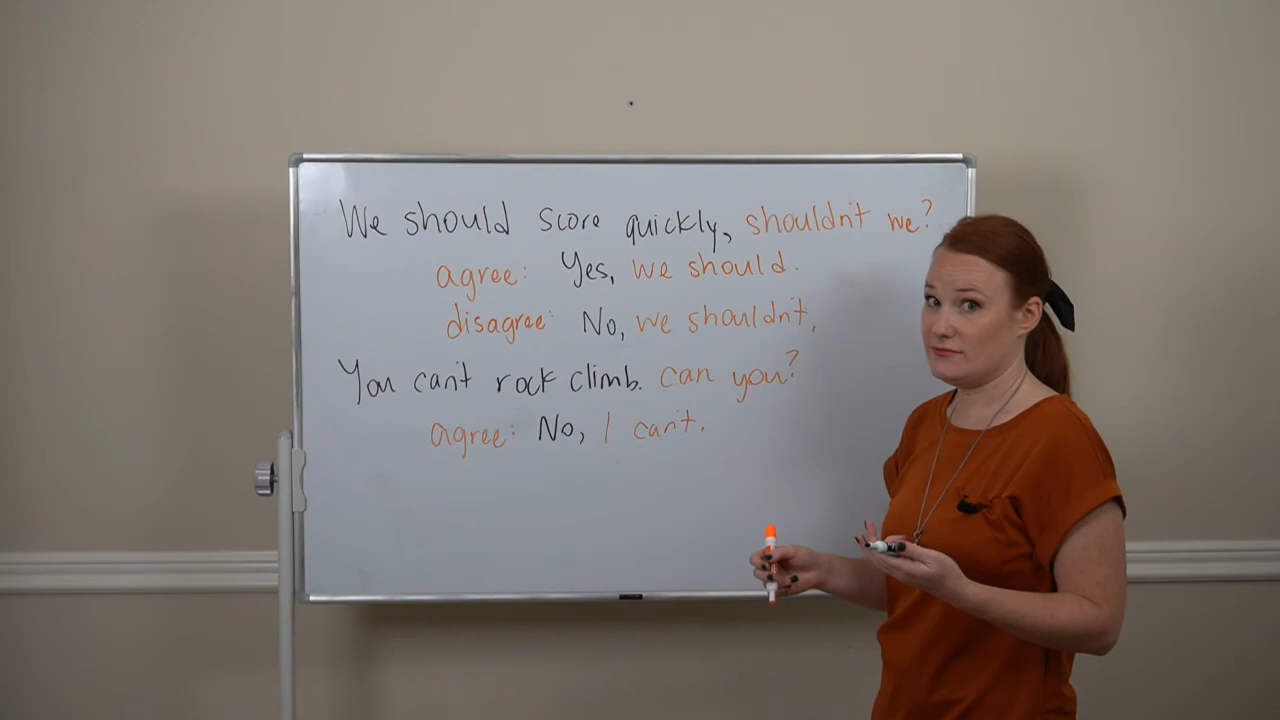 We should score quickly, shouldn't we?
agree: Yes, we should.
disagree: No, we shouldn't.
You can't rock climb. can you?
agree: No, I can't.